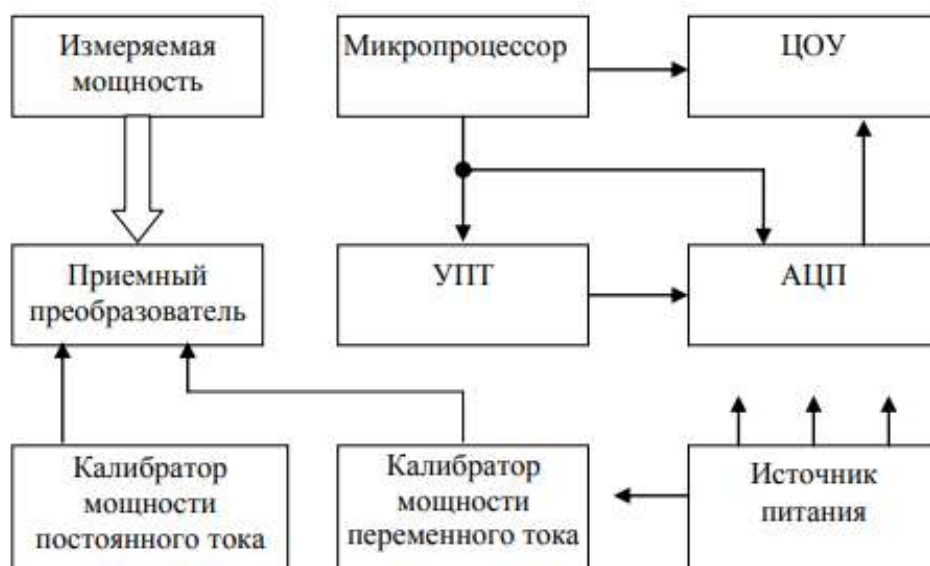 Измеряемая
мощность
Микропроцессор
ЦОУ
Приемный
преобразователь
УПТ
АЦП
Калибратор
мощности
постоянного тока
Калибратор
мощности
переменного тока
Источник
питания